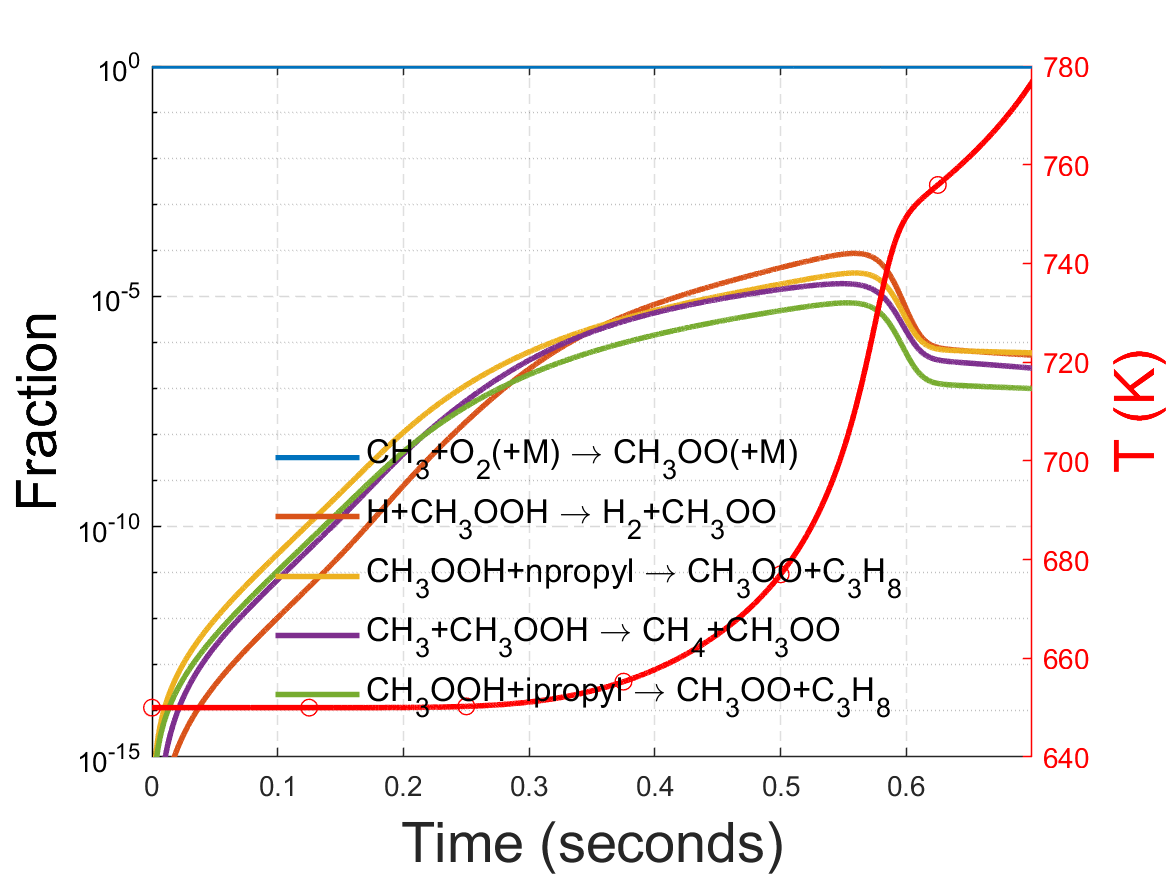 10⁰
10⁻⁵
10⁻¹⁰
10⁻¹⁵
Fraction
CH₃+O₂(+M) → CH₃OO(+M)
H+CH₃OOH → H₂+CH₃OO
CH₃OOH+npropyl → CH₃OO+C₃H₈
CH₃+CH₃OOH → CH₄+CH₃OO
CH₃OOH+ipropyl → CH₃OO+C₃H₈
780
760
740
720
700
680
660
640
T (K)
0 0.1 0.2 0.3 0.4 0.5 0.6
Time (seconds)